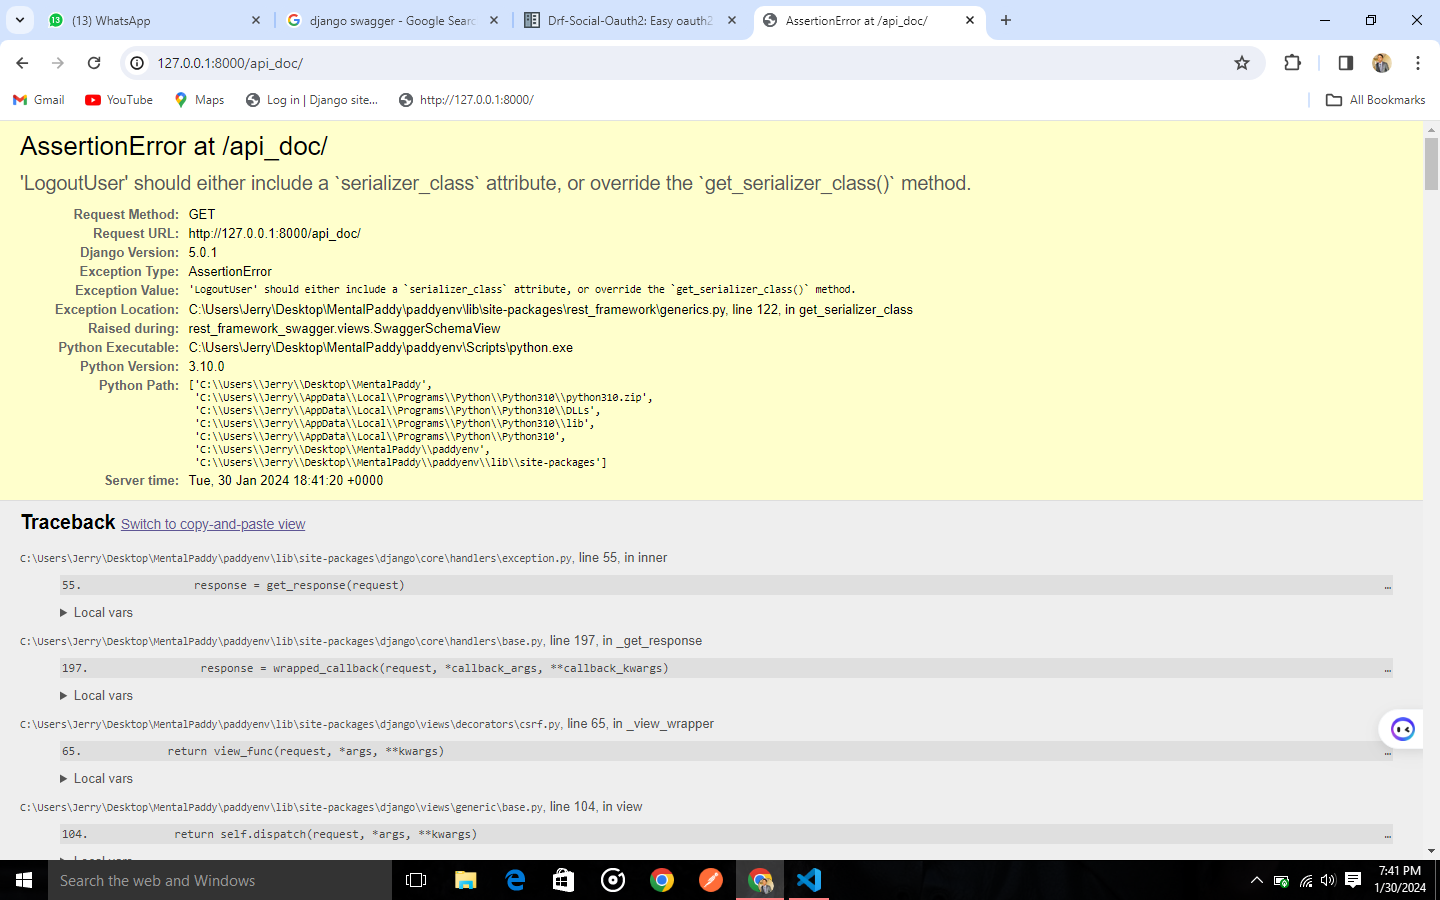 (13) WhatsApp
django swagger - Google Searc
Drf-Social-Oauth2: Easy oauth2
AssertionError at /api_doc/
127.0.0.1:8000/api_doc/
Gmail
YouTube
Maps
Log in | Django site...
http://127.0.0.1:8000/
All Bookmarks
AssertionError at /api_doc/
'LogoutUser' should either include a `serializer_class` attribute, or override the `get_serializer_class()` method.
Request Method: GET
Request URL: http://127.0.0.1:8000/api_doc/
Django Version: 5.0.1
Exception Type: AssertionError
Exception Value: 'LogoutUser' should either include a `serializer_class` attribute, or override the `get_serializer_class()` method.
Exception Location: C:\Users\Jerry\Desktop\MentalPaddy\paddyenv\lib\site-packages\rest_framework\generics.py, line 122, in get_serializer_class
Raised during: rest_framework_swagger.views.SwaggerSchemaView
Python Executable: C:\Users\Jerry\Desktop\MentalPaddy\paddyenv\Scripts\python.exe
Python Version: 3.10.0
Python Path: ['C:\\Users\\Jerry\\Desktop\\MentalPaddy',
'C:\\Users\\Jerry\\AppData\\Local\\Programs\\Python\\Python310\\python310.zip',
'C:\\Users\\Jerry\\AppData\\Local\\Programs\\Python\\Python310\\DLLs',
'C:\\Users\\Jerry\\AppData\\Local\\Programs\\Python\\Python310\\lib',
'C:\\Users\\Jerry\\AppData\\Local\\Programs\\Python\\Python310',
'C:\\Users\\Jerry\\Desktop\\MentalPaddy\\paddyenv',
'C:\\Users\\Jerry\\Desktop\\MentalPaddy\\paddyenv\\lib\\site-packages']
Server time: Tue, 30 Jan 2024 18:41:20 +0000
Traceback Switch to copy-and-paste view
C:\Users\Jerry\Desktop\MentalPaddy\paddyenv\lib\site-packages\django\core\handlers\exception.py, line 55, in inner
55. response = get_response(request) …
Local vars
C:\Users\Jerry\Desktop\MentalPaddy\paddyenv\lib\site-packages\django\core\handlers\base.py, line 197, in _get_response
197. response = wrapped_callback(request, *callback_args, **callback_kwargs) …
Local vars
C:\Users\Jerry\Desktop\MentalPaddy\paddyenv\lib\site-packages\django\views\decorators\csrf.py, line 65, in _view_wrapper
65. return view_func(request, *args, **kwargs) …
Local vars
C:\Users\Jerry\Desktop\MentalPaddy\paddyenv\lib\site-packages\django\views\generic\base.py, line 104, in view
104. return self.dispatch(request, *args, **kwargs) …
Local vars
Search the web and Windows
7:41 PM
1/30/2024